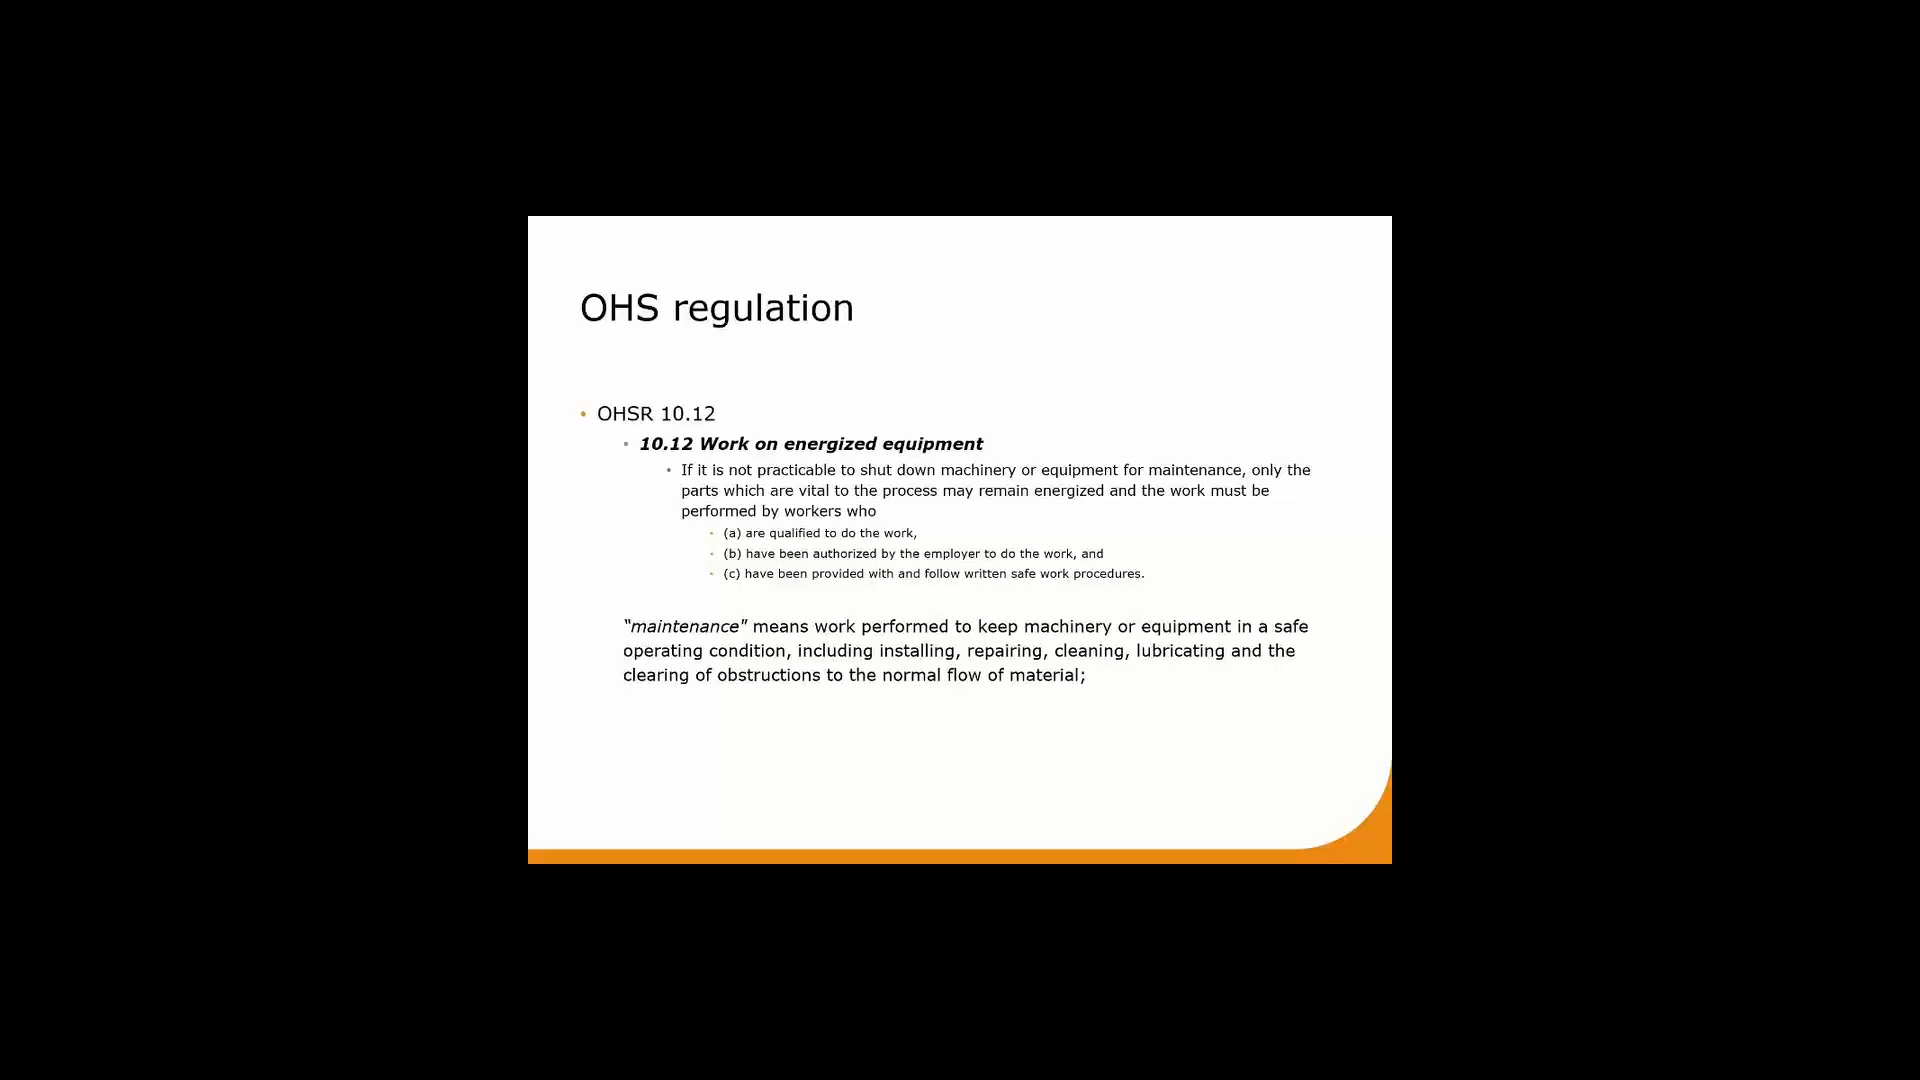 OHS regulation
• OHSR 10.12
• 10.12 Work on energized equipment
• If it is not practicable to shut down machinery or equipment for maintenance, only the
parts which are vital to the process may remain energized and the work must be
performed by workers who
• (a) are qualified to do the work,
• (b) have been authorized by the employer to do the work, and
• (c) have been provided with and follow written safe work procedures.
“maintenance" means work performed to keep machinery or equipment in a safe
operating condition, including installing, repairing, cleaning, lubricating and the
clearing of obstructions to the normal flow of material;